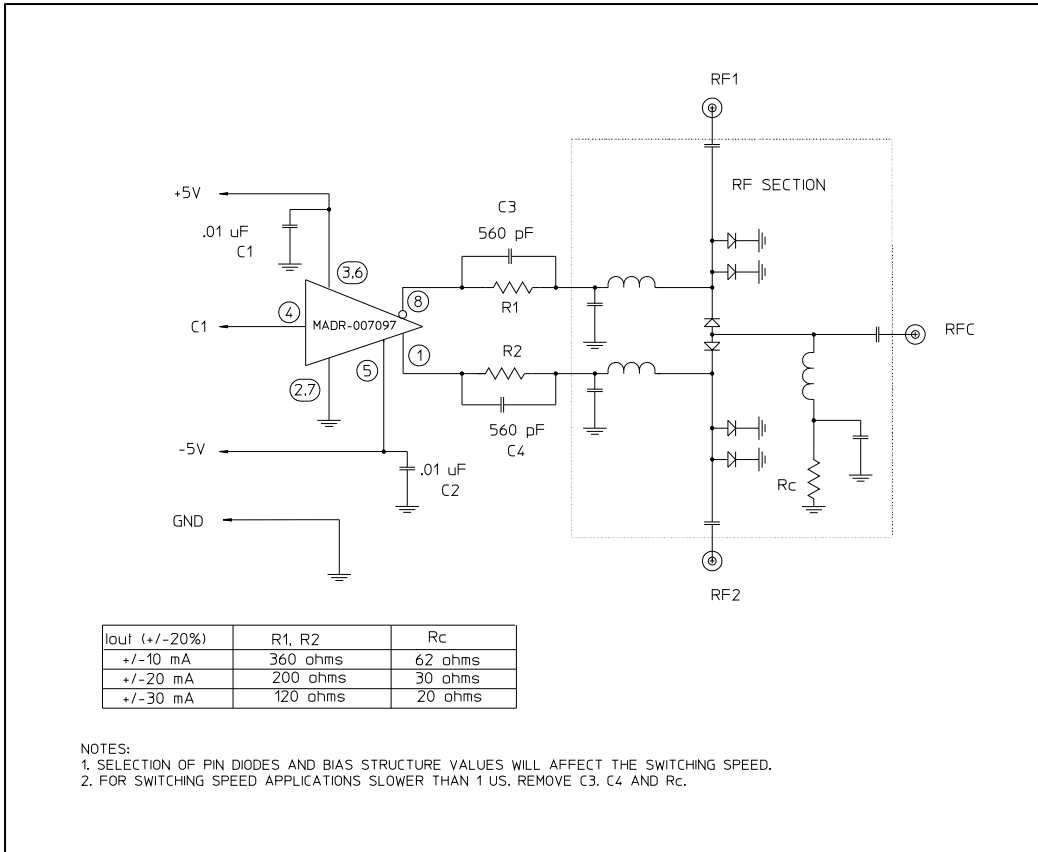 RF1
RF SECTION
+5V
C3
.01 uF
560 pF
C1
3,6
8
R1
4
MADR-007097
C1
RFC
1
R2
5
2,7
560 pF
C4
-5V
.01 uF
C2
Rc
GND
RF2
Iout (+/-20%) R1, R2 Rc
+/-10 mA 360 ohms 62 ohms
+/-20 mA 200 ohms 30 ohms
+/-30 mA 120 ohms 20 ohms
NOTES:
1. SELECTION OF PIN DIODES AND BIAS STRUCTURE VALUES WILL AFFECT THE SWITCHING SPEED.
2. FOR SWITCHING SPEED APPLICATIONS SLOWER THAN 1 US, REMOVE C3, C4 AND Rc.